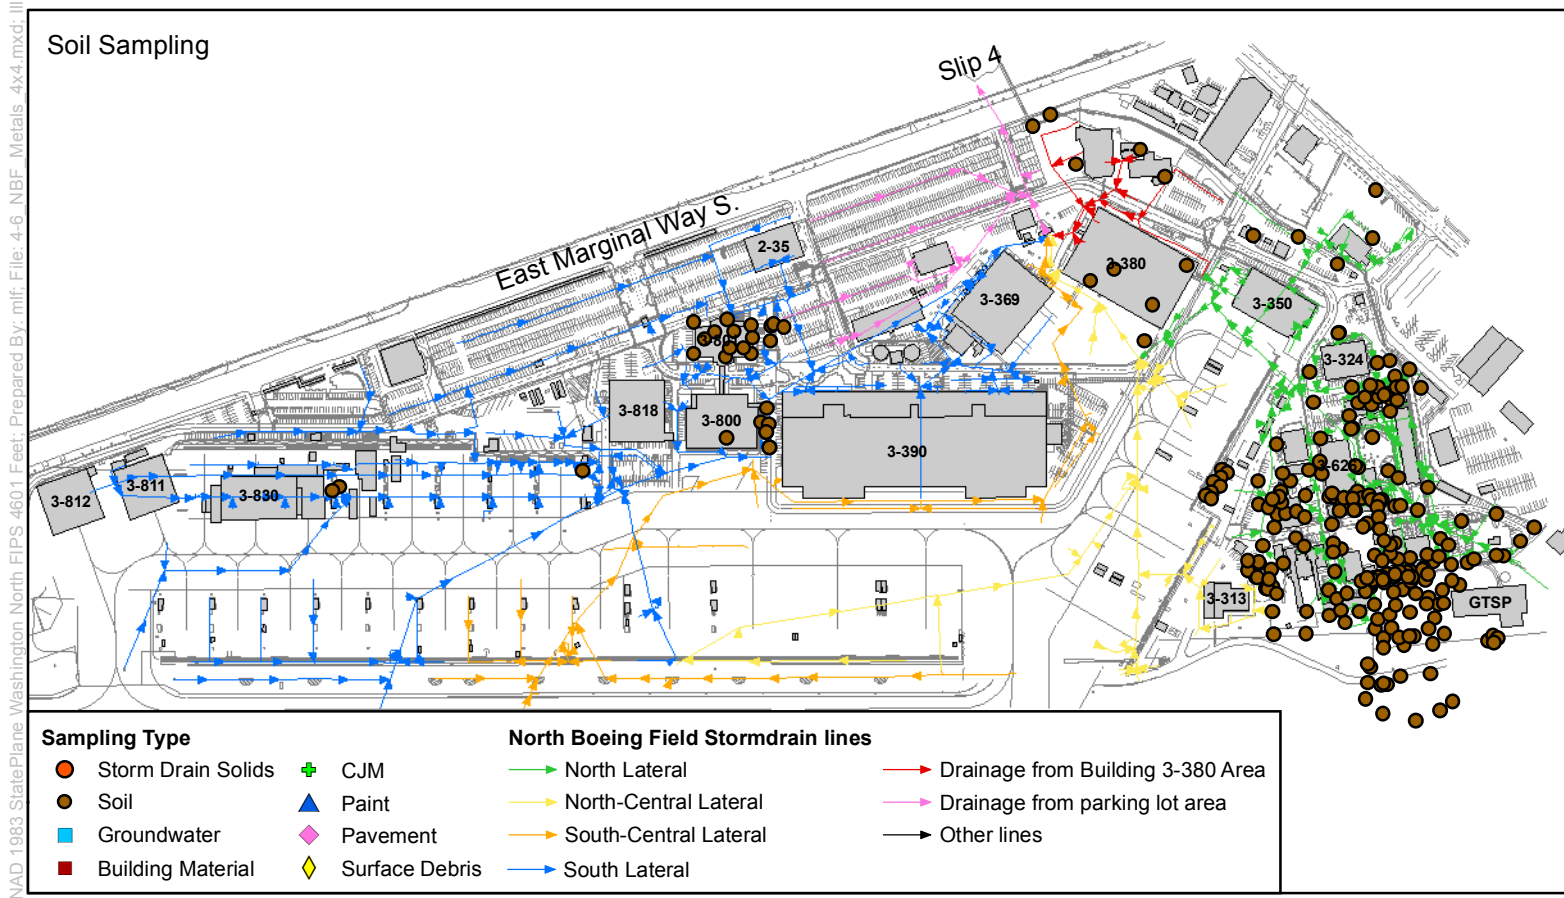 Soil Sampling
Slip 4
East Marginal Way S.
2-35
3-380
3-369
3-350
3-801
3-324
3-818
3-800
3-390
3-626
3-812
3-811
3-830
3-313
GTSP
Sampling Type
Storm Drain Solids
Soil
Groundwater
Building Material
CJM
Paint
Pavement
Surface Debris
North Boeing Field Stormdrain lines
North Lateral
North-Central Lateral
South-Central Lateral
South Lateral
Drainage from Building 3-380 Area
Drainage from parking lot area
Other lines
NAD 1983 StatePlane Washington North FIPS 4601 Feet; Prepared By: mlf; File: 4-6_NBF_Metals_4x4.mxd;